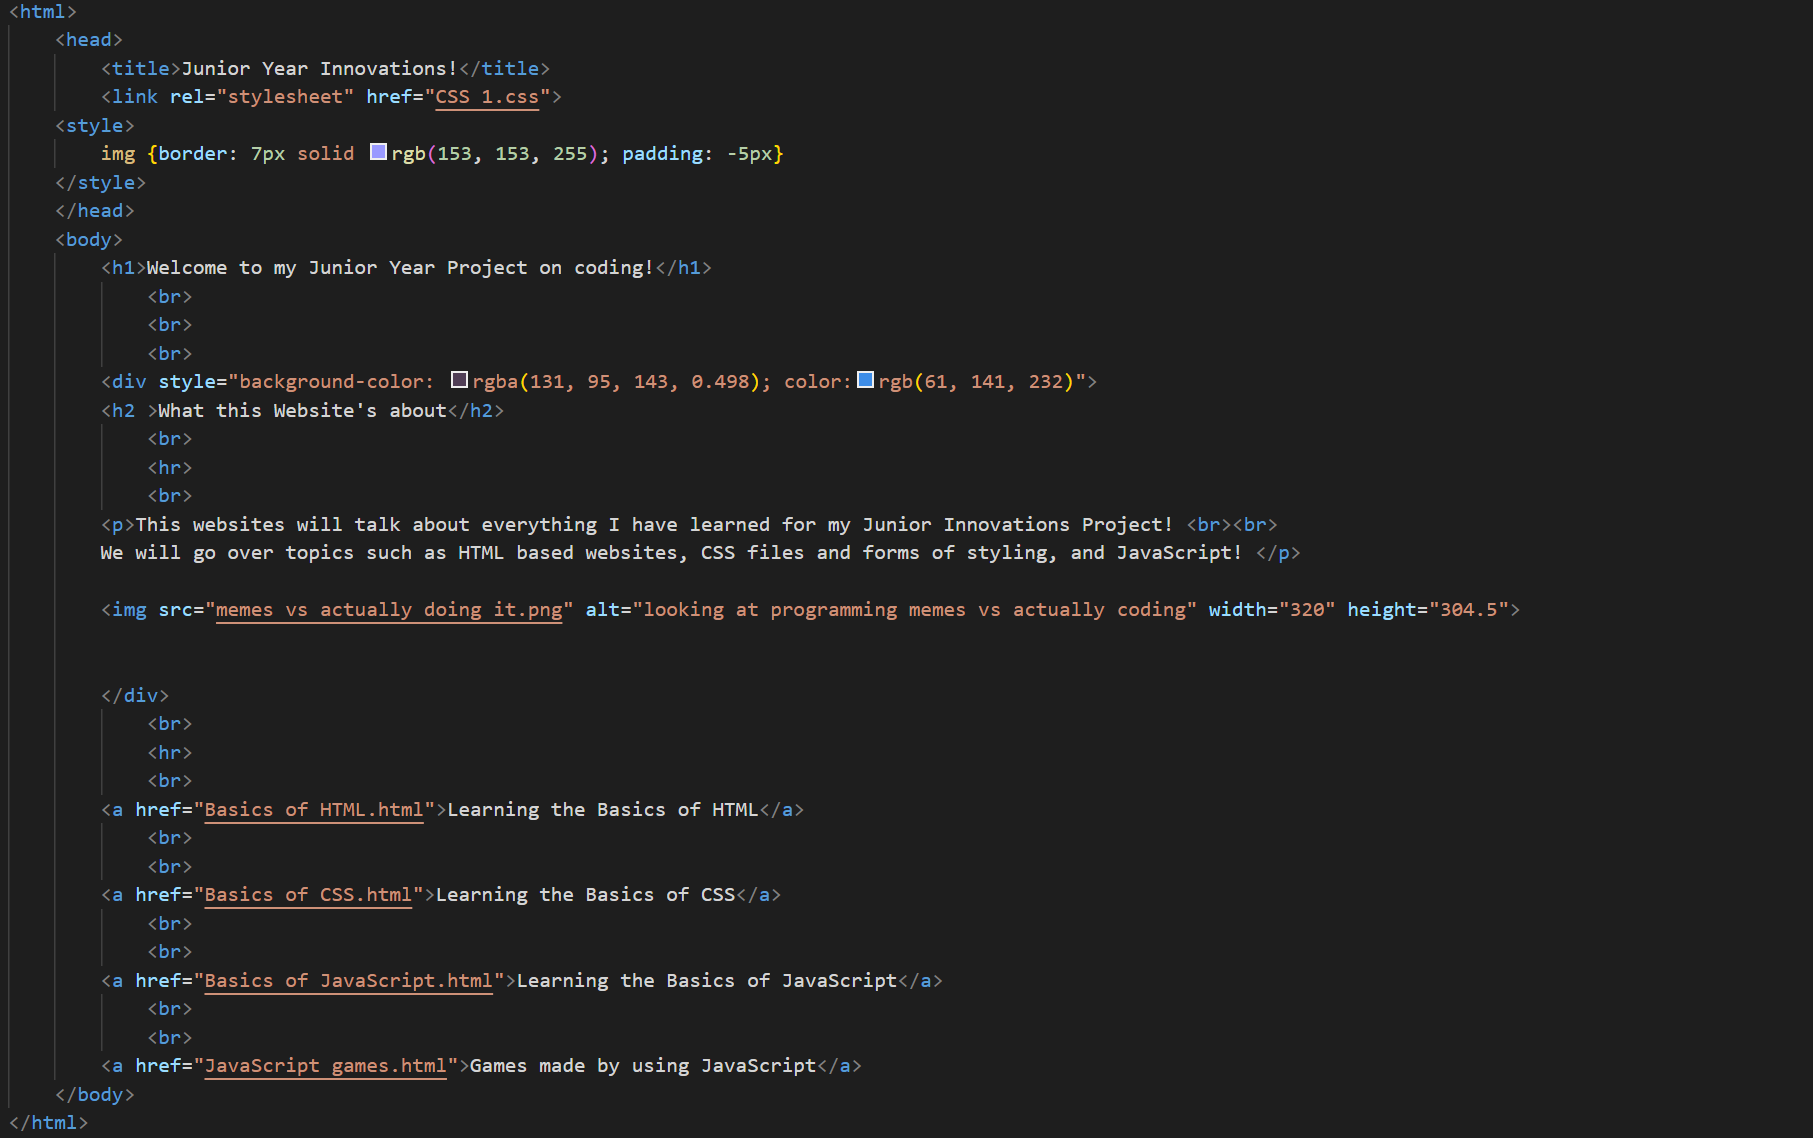 <html>
<head>
<title>Junior Year Innovations!</title>
<link rel="stylesheet" href="CSS 1.css">
<style>
img {border: 7px solid rgb(153, 153, 255); padding: -5px}
</style>
</head>
<body>
<h1>Welcome to my Junior Year Project on coding!</h1>
<br>
<br>
<br>
<div style="background-color: rgba(131, 95, 143, 0.498); color: rgb(61, 141, 232)">
<h2 >What this Website's about</h2>
<br>
<hr>
<br>
<p>This websites will talk about everything I have learned for my Junior Innovations Project! <br><br>
We will go over topics such as HTML based websites, CSS files and forms of styling, and JavaScript! </p>
<img src="memes vs actually doing it.png" alt="looking at programming memes vs actually coding" width="320" height="304.5">
</div>
<br>
<hr>
<br>
<a href="Basics of HTML.html">Learning the Basics of HTML</a>
<br>
<br>
<a href="Basics of CSS.html">Learning the Basics of CSS</a>
<br>
<br>
<a href="Basics of JavaScript.html">Learning the Basics of JavaScript</a>
<br>
<br>
<a href="JavaScript games.html">Games made by using JavaScript</a>
</body>
</html>